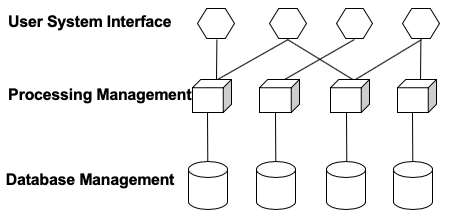 User System Interface
Processing Management
Database Management